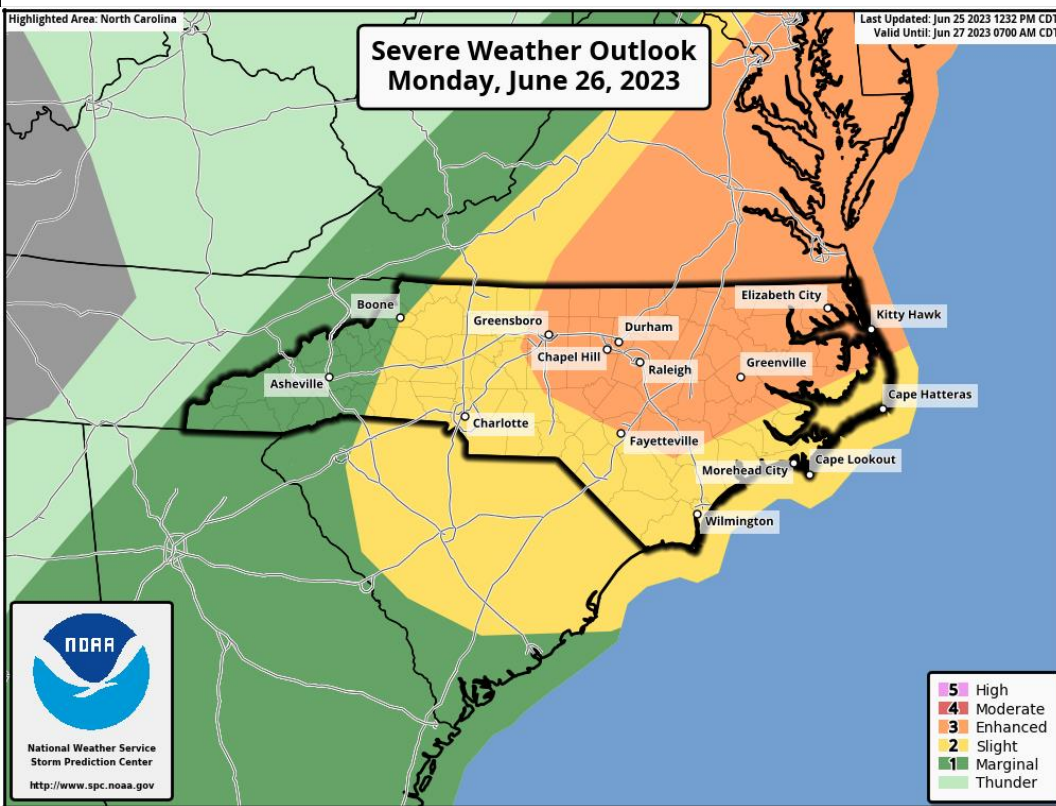 Highlighted Area: North Carolina
Last Updated: Jun 25 2023 1232 PM CDT
Valid Until: Jun 27 2023 0700 AM CDT
Severe Weather Outlook
Monday, June 26, 2023
Boone
Greensboro
Durham
Elizabeth City
Kitty Hawk
Chapel Hill
Raleigh
Greenville
Asheville
Cape Hatteras
Charlotte
Fayetteville
Morehead City
Cape Lookout
Wilmington
NOAA
National Weather Service
Storm Prediction Center
http://www.spc.noaa.gov
5 High
4 Moderate
3 Enhanced
2 Slight
1 Marginal
Thunder